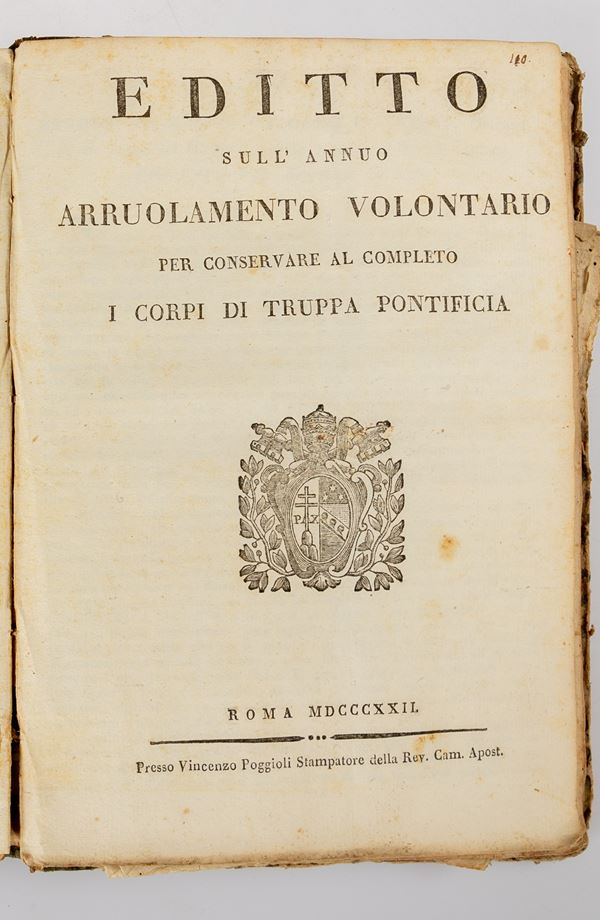 110.
EDITTO
SULL' ANNUO
ARRUOLAMENTO VOLONTARIO
PER CONSERVARE AL COMPLETO
I CORPI DI TRUPPA PONTIFICIA
PAX
ROMA MDCCCXXII.
Presso Vincenzo Poggioli Stampatore della Rev. Cam. Apost.